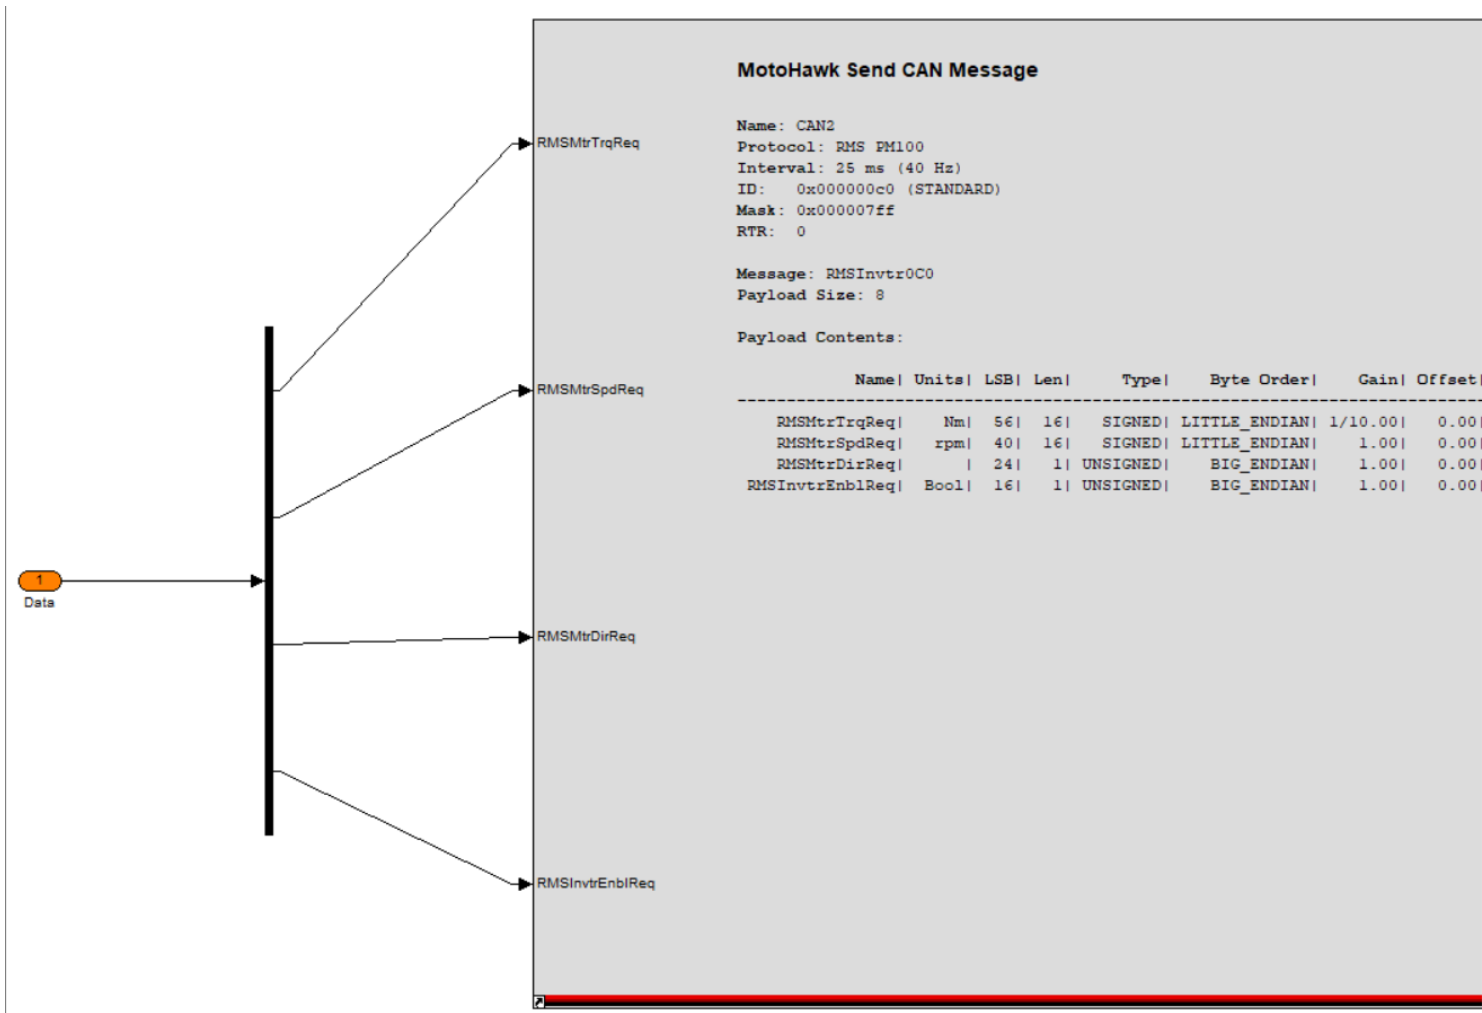 MotoHawk Send CAN Message
Name: CAN2
Protocol: RMS PM100
Interval: 25 ms (40 Hz)
ID: 0x000000c0 (STANDARD)
Mask: 0x000007ff
RTR: 0
Message: RMSInvtr0C0
Payload Size: 8
Payload Contents:
Name| Units| LSB| Len| Type| Byte Order| Gain| Offset|
--------------------------------------------------------------------------------
RMSMtrTrqReq| Nm| 56| 16| SIGNED| LITTLE_ENDIAN| 1/10.00| 0.00|
RMSMtrSpdReq| rpm| 40| 16| SIGNED| LITTLE_ENDIAN| 1.00| 0.00|
RMSMtrDirReq| | 24| 1| UNSIGNED| BIG_ENDIAN| 1.00| 0.00|
RMSInvtrEnblReq| Bool| 16| 1| UNSIGNED| BIG_ENDIAN| 1.00| 0.00|
RMSMtrTrqReq
RMSMtrSpdReq
1
Data
RMSMtrDirReq
RMSInvtrEnblReq